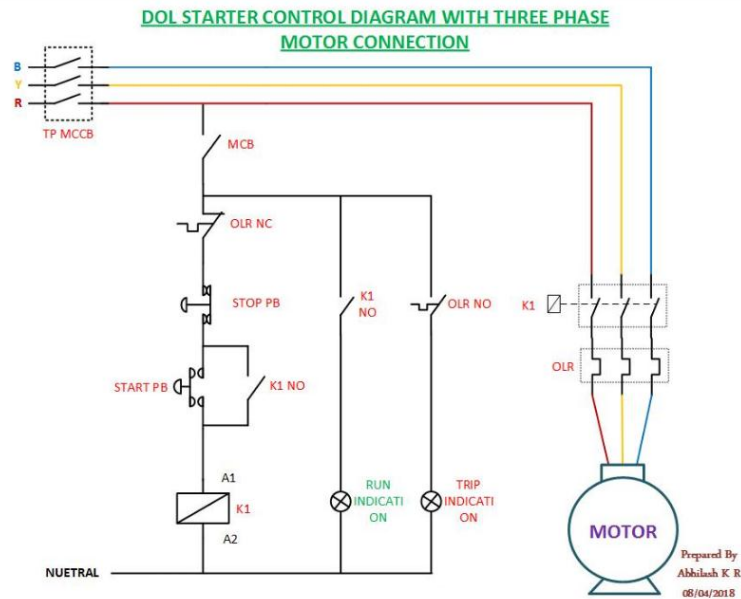 DOL STARTER CONTROL DIAGRAM WITH THREE PHASE
MOTOR CONNECTION
B
Y
R
TP MCCB
MCB
OLR NC
STOP PB
K1
NO
OLR NO
K1
START PB
K1 NO
OLR
A1
K1
A2
RUN
INDICATI
ON
TRIP
INDICATI
ON
MOTOR
NUETRAL
Prepared By
Abhilash K R
08/04/2018